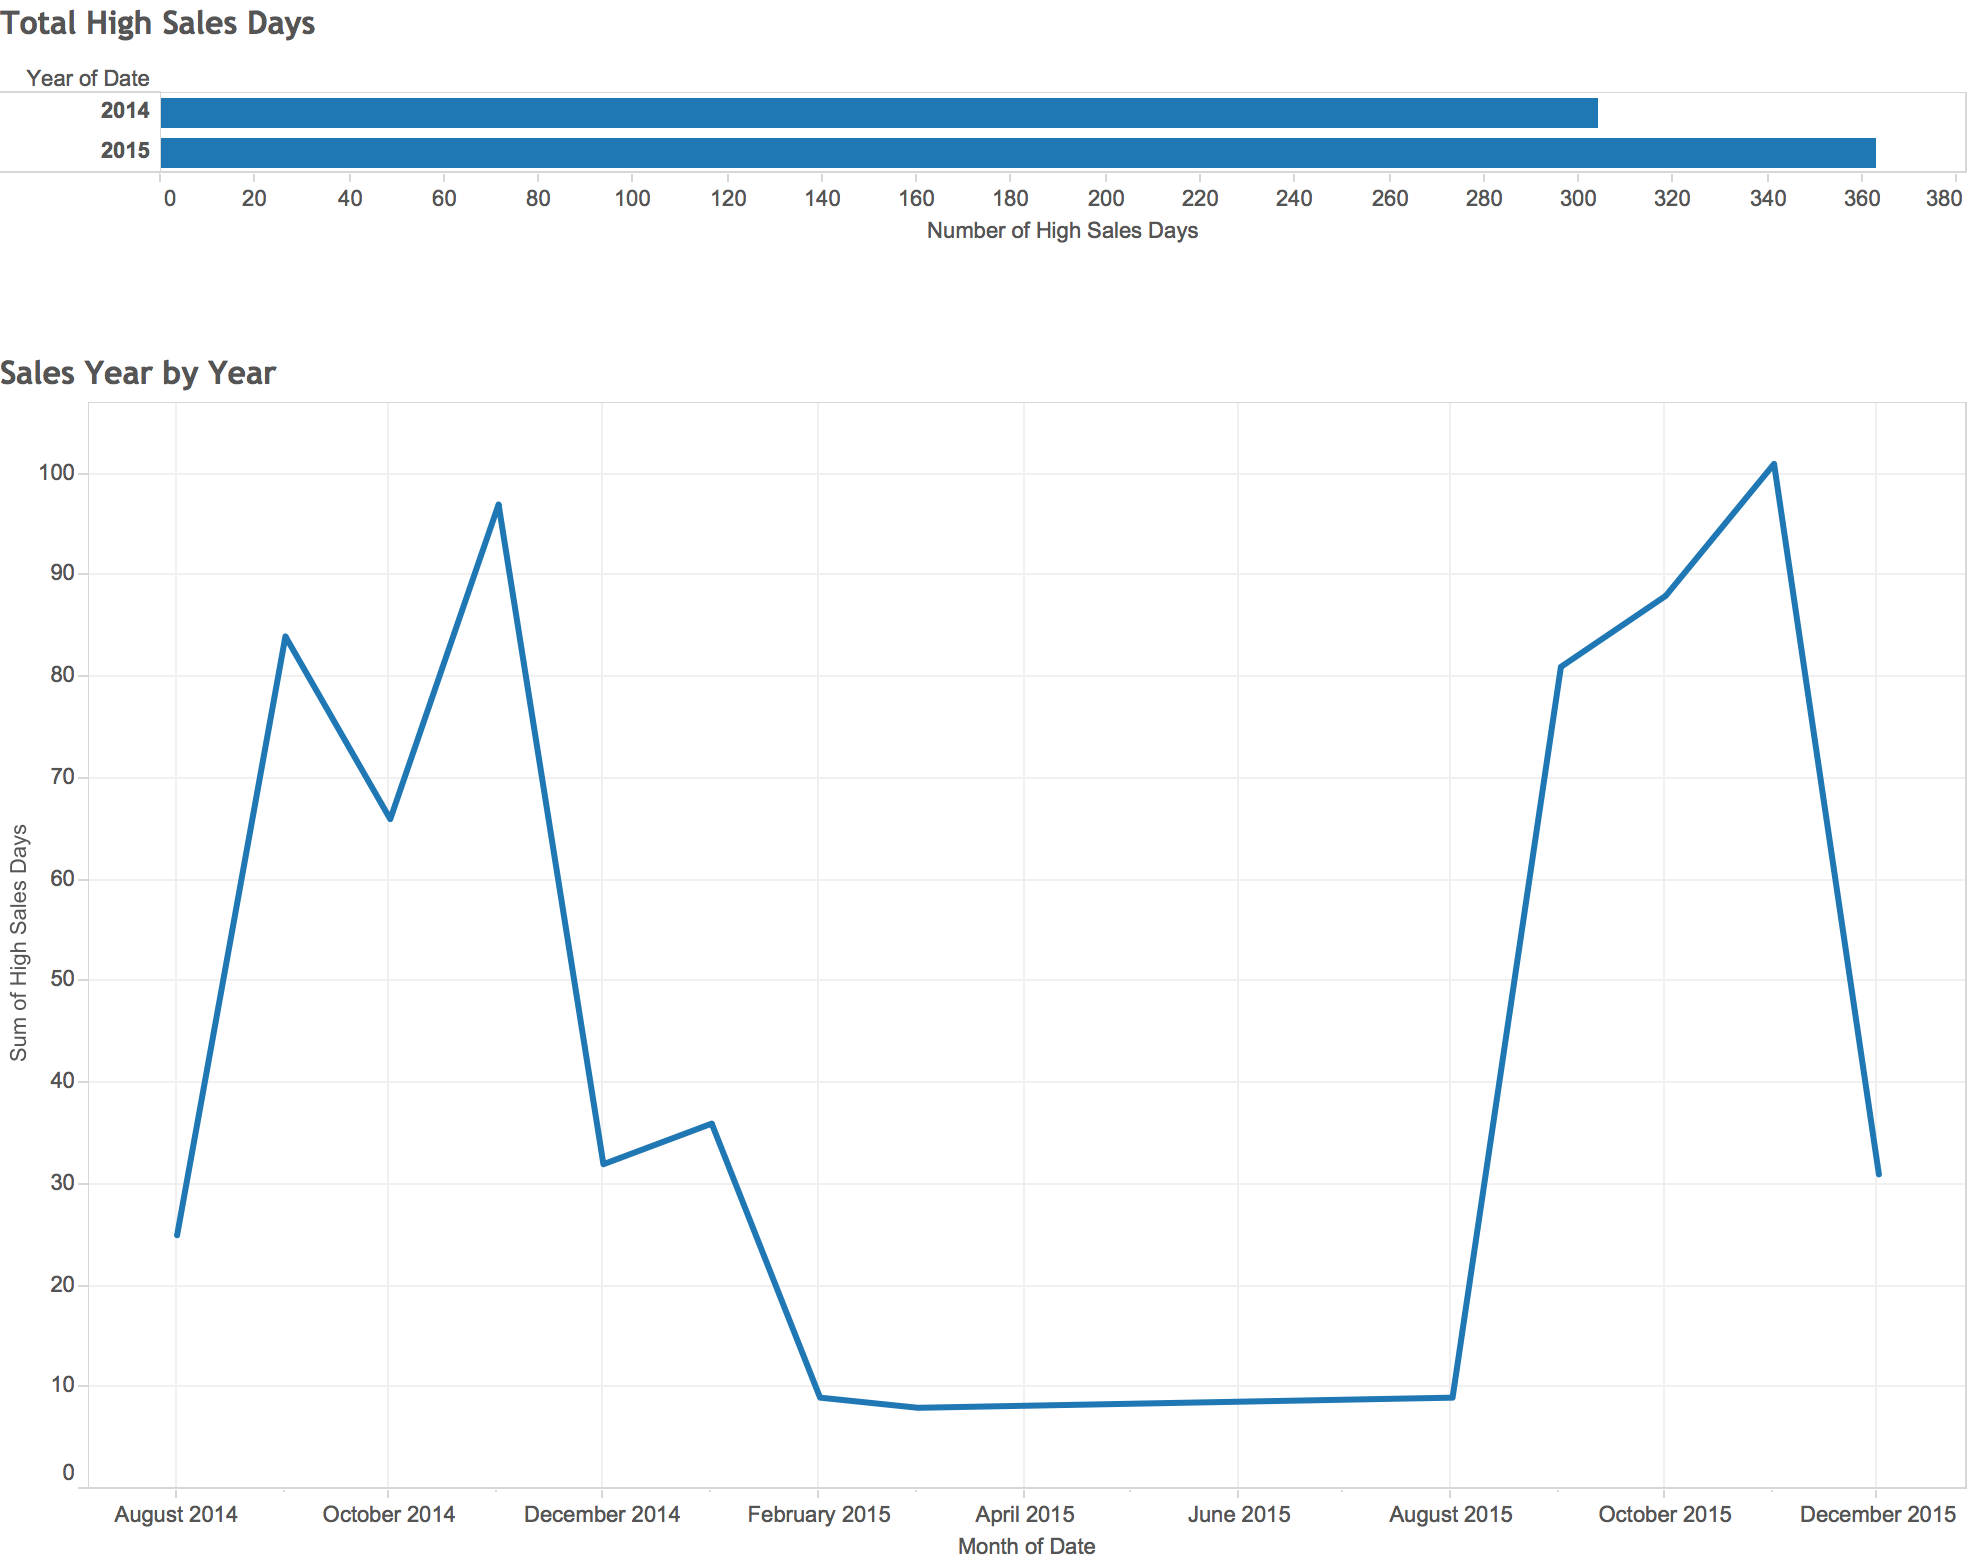 Total High Sales Days
Year of Date
2014
2015
0 20 40 60 80 100 120 140 160 180 200 220 240 260 280 300 320 340 360 380
Number of High Sales Days
Sales Year by Year
100
90
80
70
60
50
40
30
20
10
0
Sum of High Sales Days
August 2014 October 2014 December 2014 February 2015 April 2015 June 2015 August 2015 October 2015 December 2015
Month of Date